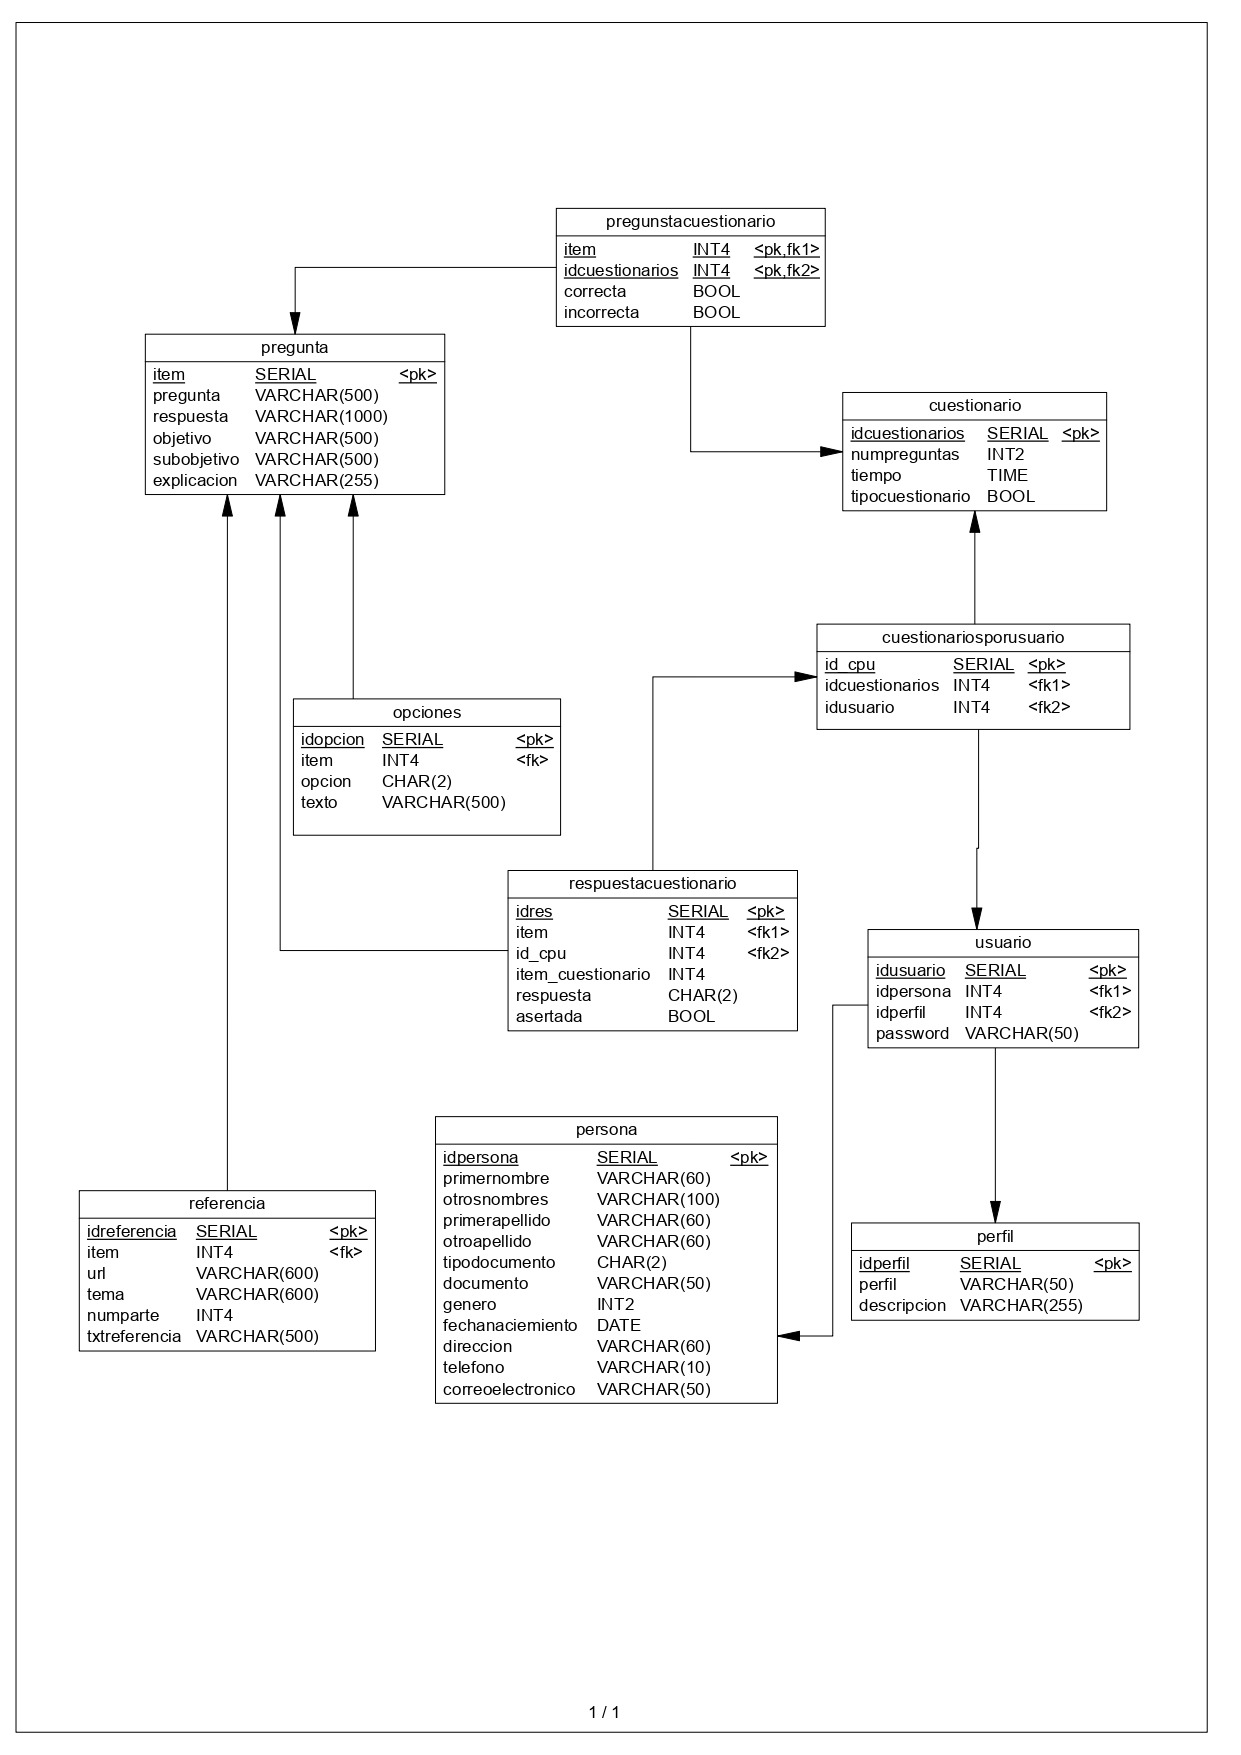 pregunstacuestionario
item INT4 <pk,fk1>
idcuestionarios INT4 <pk,fk2>
correcta BOOL
incorrecta BOOL
pregunta
item SERIAL <pk>
pregunta VARCHAR(500)
respuesta VARCHAR(1000)
objetivo VARCHAR(500)
subobjetivo VARCHAR(500)
explicacion VARCHAR(255)
cuestionario
idcuestionarios SERIAL <pk>
numpreguntas INT2
tiempo TIME
tipocuestionario BOOL
cuestionariosporusuario
id_cpu SERIAL <pk>
idcuestionarios INT4 <fk1>
idusuario INT4 <fk2>
opciones
idopcion SERIAL <pk>
item INT4 <fk>
opcion CHAR(2)
texto VARCHAR(500)
respuestacuestionario
idres SERIAL <pk>
item INT4 <fk1>
id_cpu INT4 <fk2>
item_cuestionario INT4
respuesta CHAR(2)
asertada BOOL
usuario
idusuario SERIAL <pk>
idpersona INT4 <fk1>
idperfil INT4 <fk2>
password VARCHAR(50)
persona
idpersona SERIAL <pk>
primernombre VARCHAR(60)
otrosnombres VARCHAR(100)
primerapellido VARCHAR(60)
otroapellido VARCHAR(60)
tipodocumento CHAR(2)
documento VARCHAR(50)
genero INT2
fechanaciemiento DATE
direccion VARCHAR(60)
telefono VARCHAR(10)
correoelectronico VARCHAR(50)
referencia
idreferencia SERIAL <pk>
item INT4 <fk>
url VARCHAR(600)
tema VARCHAR(600)
numparte INT4
txtreferencia VARCHAR(500)
perfil
idperfil SERIAL <pk>
perfil VARCHAR(50)
descripcion VARCHAR(255)
1 / 1